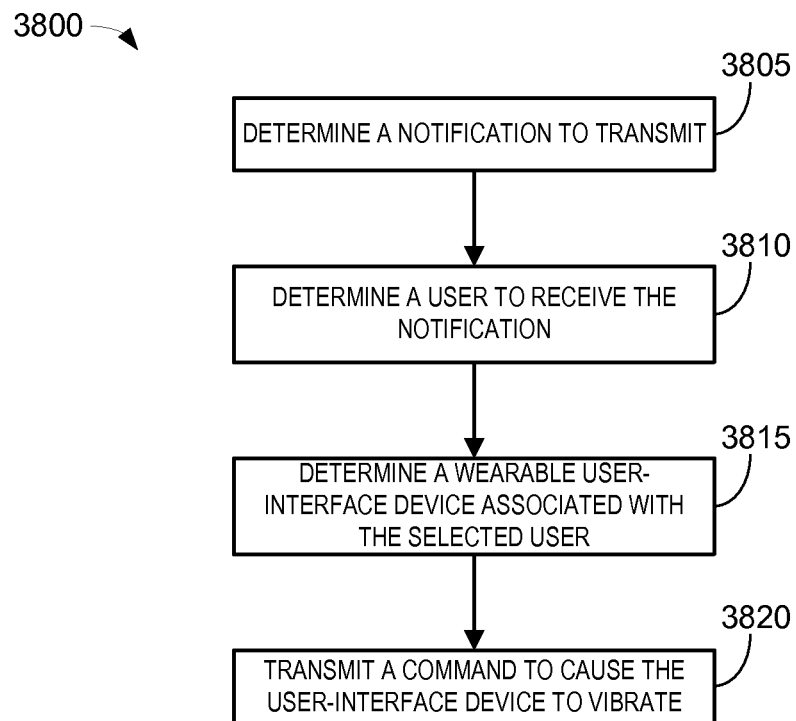 3800
3805
DETERMINE A NOTIFICATION TO TRANSMIT
3810
DETERMINE A USER TO RECEIVE THE
NOTIFICATION
3815
DETERMINE A WEARABLE USER-
INTERFACE DEVICE ASSOCIATED WITH
THE SELECTED USER
3820
TRANSMIT A COMMAND TO CAUSE THE
USER-INTERFACE DEVICE TO VIBRATE